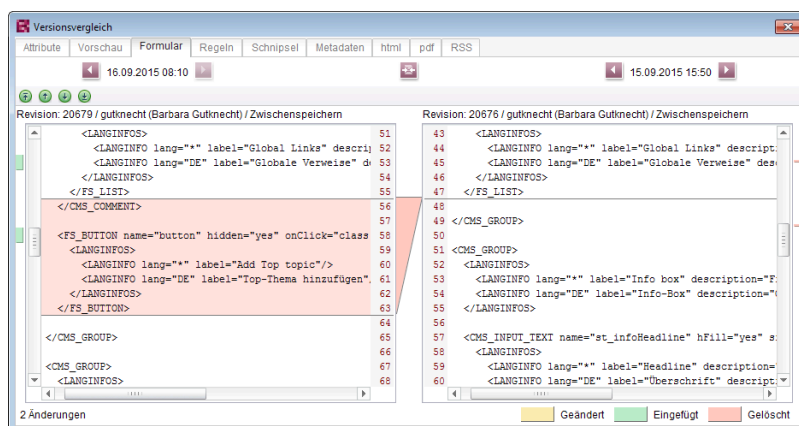 Versionsvergleich
Attribute Vorschau Formular Regeln Schnipsel Metadaten html pdf RSS
16.09.2015 08:10 15.09.2015 15:50
Revision: 20679 / gutknecht (Barbara Gutknecht) / Zwischenspeichern
<LANGINFOS> 51
<LANGINFO lang="*" label="Global Links" descri 52
<LANGINFO lang="DE" label="Globale Verweise" d 53
</LANGINFOS> 54
</FS_LIST> 55
</CMS_COMMENT> 56
57
<FS_BUTTON name="button" hidden="yes" onClick="class 58
<LANGINFOS> 59
<LANGINFO lang="*" label="Add Top topic"/> 60
<LANGINFO lang="DE" label="Top-Thema hinzufügen" 61
</LANGINFOS> 62
</FS_BUTTON> 63
64
</CMS_GROUP> 65
66
<CMS_GROUP> 67
<LANGINFOS> 68
Revision: 20676 / gutknecht (Barbara Gutknecht) / Zwischenspeichern
43 <LANGINFOS>
44 <LANGINFO lang="*" label="Global Links" descript
45 <LANGINFO lang="DE" label="Globale Verweise" des
46 </LANGINFOS>
47 </FS_LIST>
48
49 </CMS_GROUP>
50
51 <CMS_GROUP>
52 <LANGINFOS>
53 <LANGINFO lang="*" label="Info box" description="F
54 <LANGINFO lang="DE" label="Info-Box" description="
55 </LANGINFOS>
56
57 <CMS_INPUT_TEXT name="st_infoHeadline" hFill="yes" s
58 <LANGINFOS>
59 <LANGINFO lang="*" label="Headline" description=
60 <LANGINFO lang="DE" label="Überschrift" descript
2 Änderungen Geändert Eingefügt Gelöscht